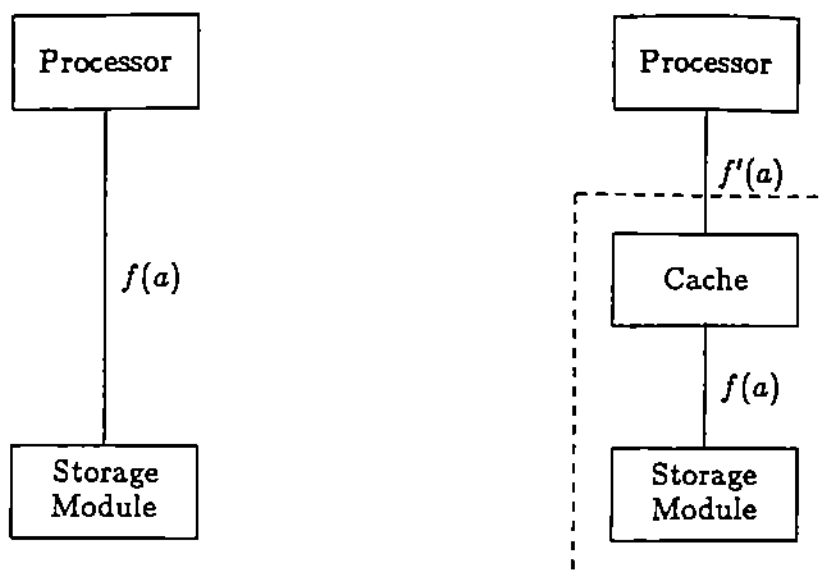 Processor
f(a)
Storage
Module
Processor
f'(a)
Cache
f(a)
Storage
Module